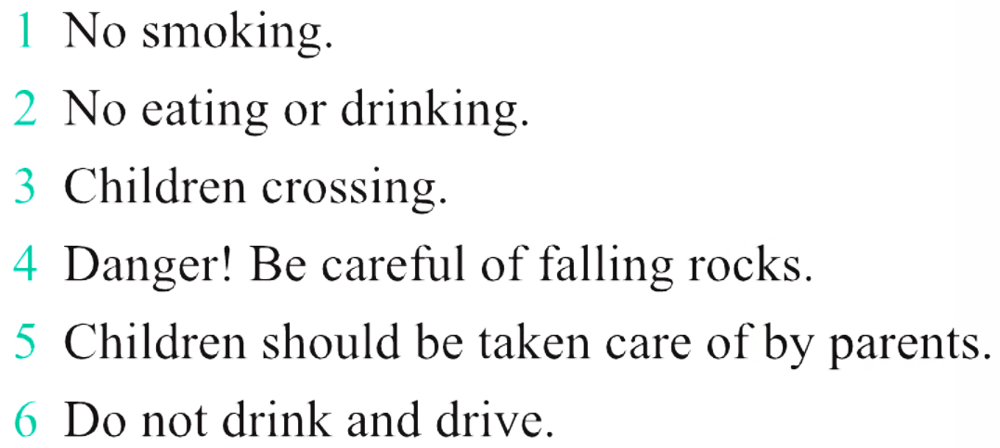 1 No smoking.
2 No eating or drinking.
3 Children crossing.
4 Danger! Be careful of falling rocks.
5 Children should be taken care of by parents.
6 Do not drink and drive.